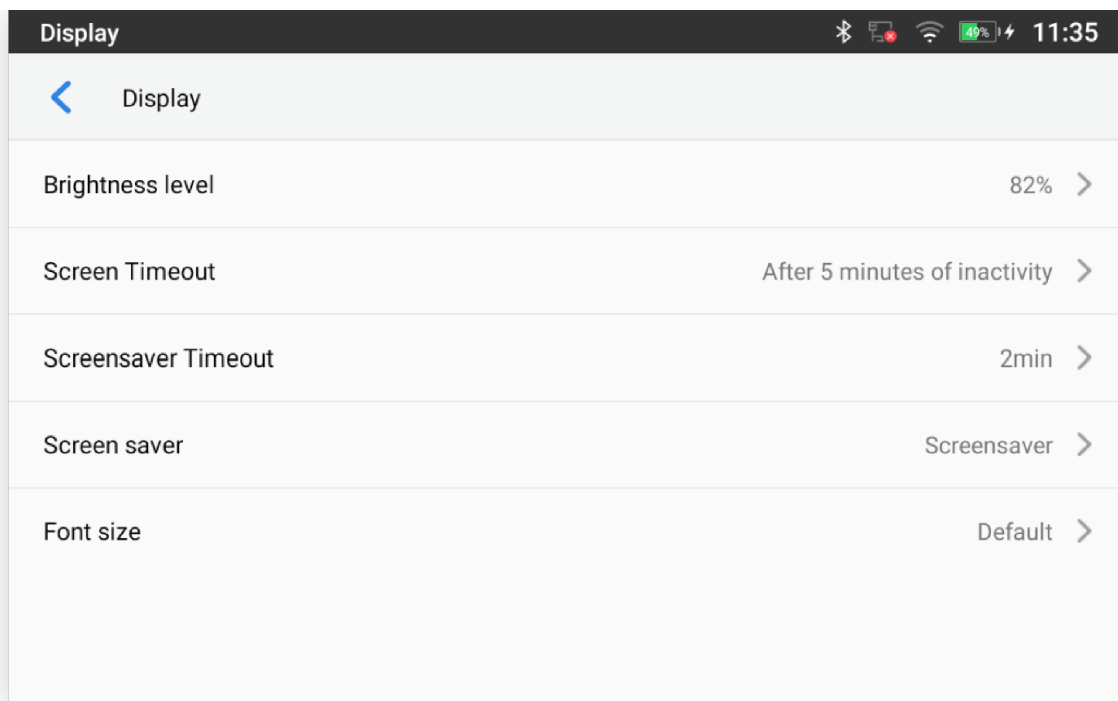 Display
49%
11:35
Display
Brightness level 82%
Screen Timeout After 5 minutes of inactivity
Screensaver Timeout 2min
Screen saver Screensaver
Font size Default